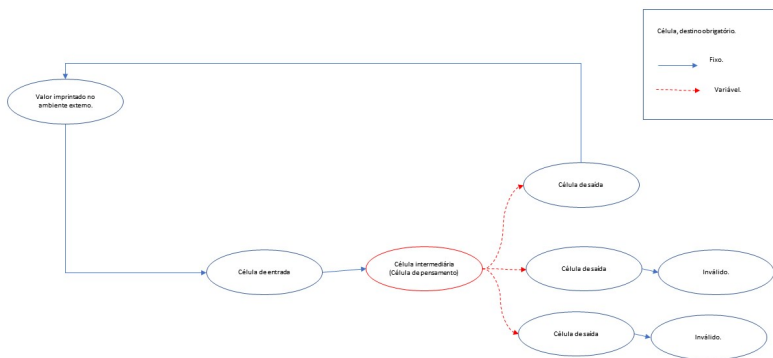 Célula, destino obrigatório.
Fixo.
Variável.
Valor imprintado no
ambiente externo.
Célula de saída
Célula de entrada
Célula intermediária
(Célula de pensamento)
Célula de saída
Inválido.
Célula de saída
Inválido.